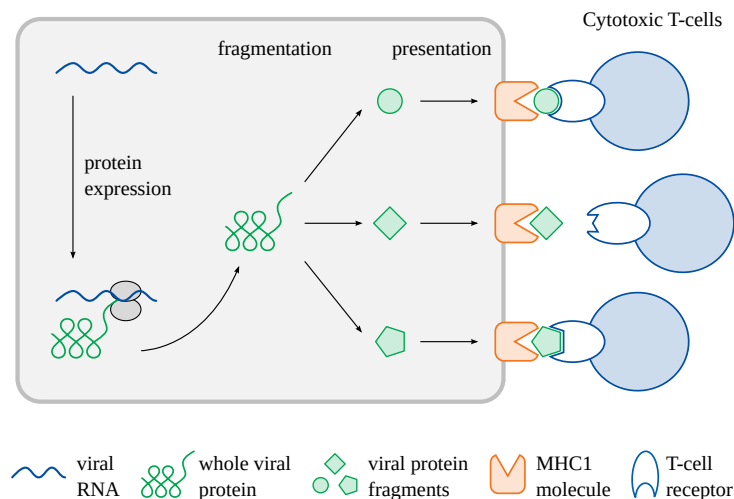 Cytotoxic T-cells
fragmentation
presentation
protein
expression
viral
RNA
whole viral
protein
viral protein
fragments
MHC1
molecule
T-cell
receptor